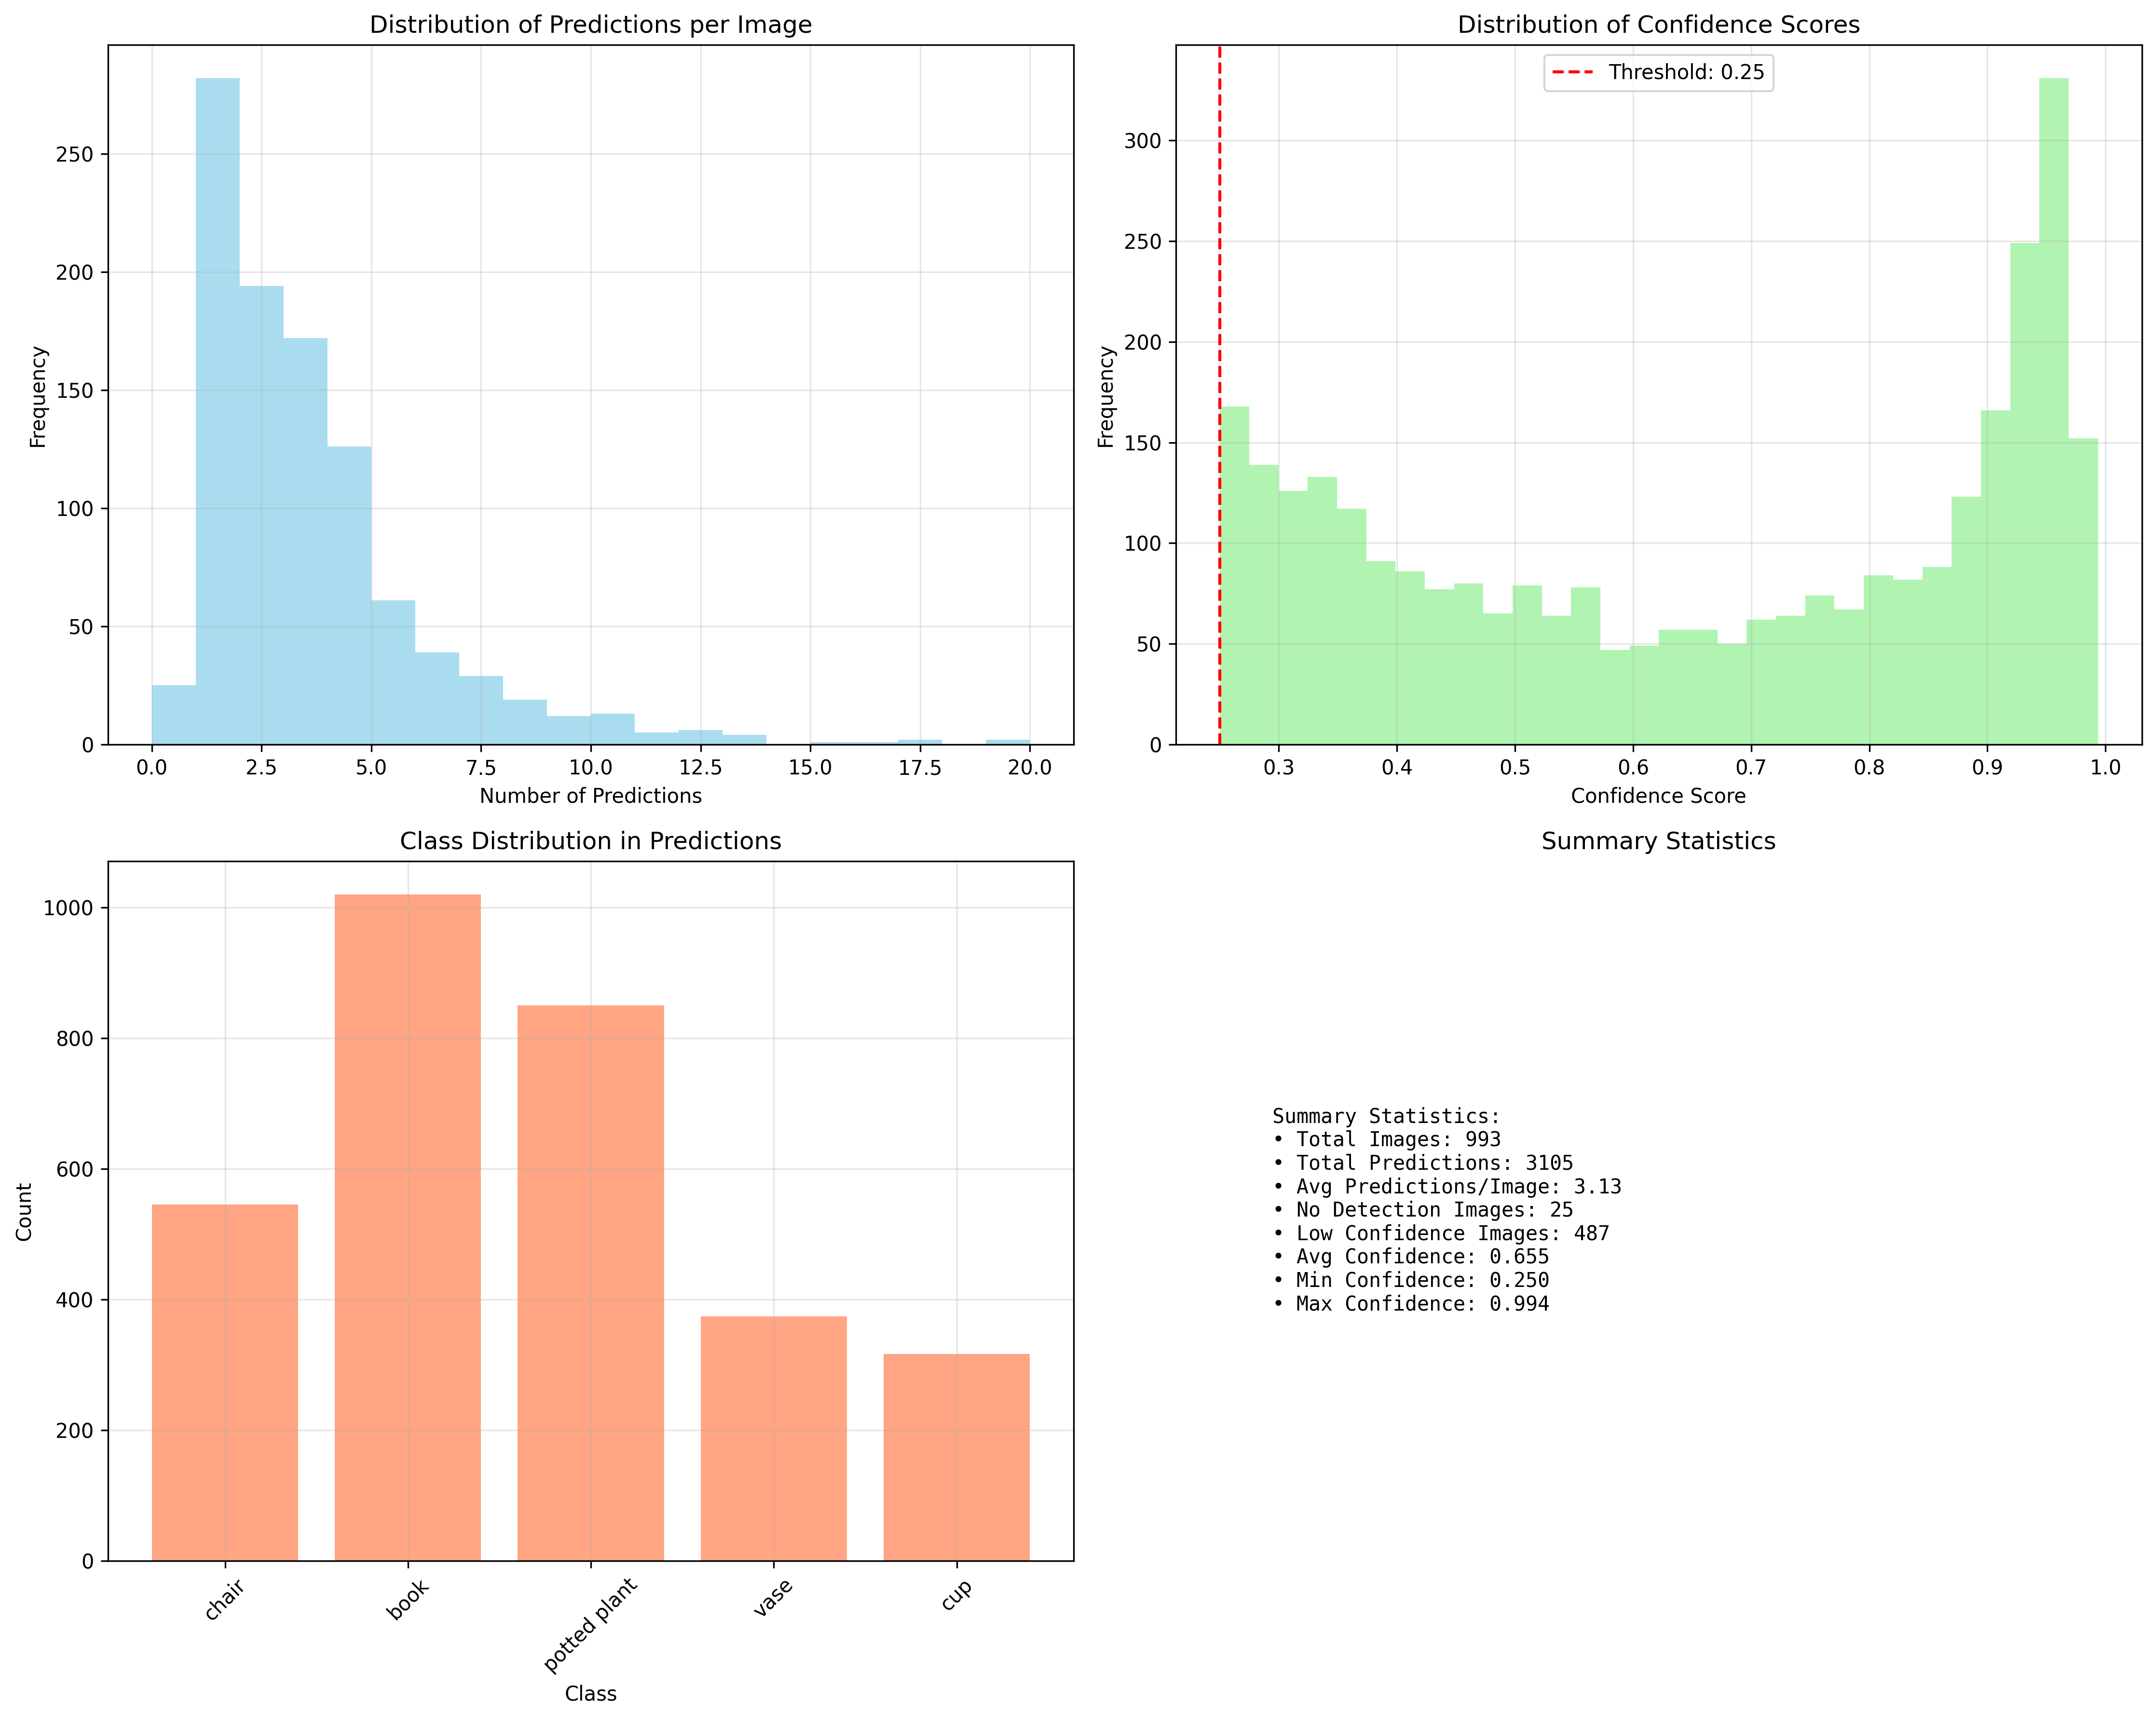 Distribution of Predictions per Image
Frequency
250
200
150
100
50
0
0.0 2.5 5.0 7.5 10.0 12.5 15.0 17.5 20.0
Number of Predictions
Distribution of Confidence Scores
Threshold: 0.25
Frequency
300
250
200
150
100
50
0
0.3 0.4 0.5 0.6 0.7 0.8 0.9 1.0
Confidence Score
Class Distribution in Predictions
Count
1000
800
600
400
200
0
chair book potted plant vase cup
Class
Summary Statistics
Summary Statistics:
• Total Images: 993
• Total Predictions: 3105
• Avg Predictions/Image: 3.13
• No Detection Images: 25
• Low Confidence Images: 487
• Avg Confidence: 0.655
• Min Confidence: 0.250
• Max Confidence: 0.994